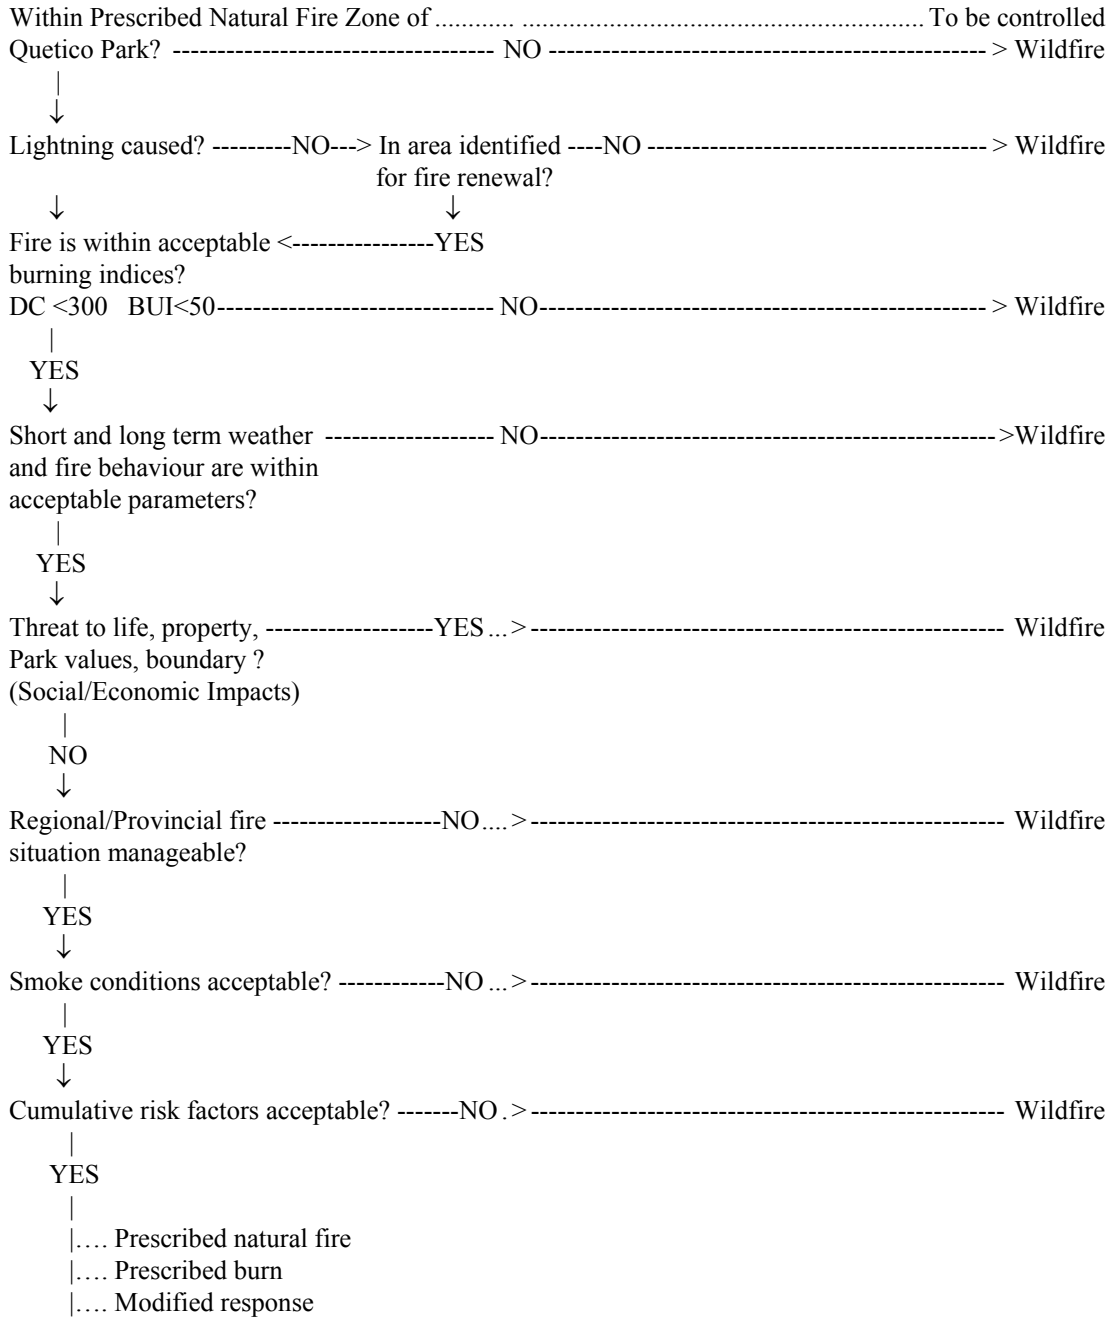 Within Prescribed Natural Fire Zone of ............ ............................................................. To be controlled
Quetico Park? ------------------------------------ NO ------------------------------------------------- > Wildfire
|
↓
Lightning caused? ---------NO---> In area identified ----NO -------------------------------------- > Wildfire
for fire renewal?
↓ ↓
Fire is within acceptable <----------------YES
burning indices?
DC <300 BUI<50------------------------------- NO-------------------------------------------------- > Wildfire
|
YES
↓
Short and long term weather ------------------- NO--------------------------------------------------->Wildfire
and fire behaviour are within
acceptable parameters?
|
YES
↓
Threat to life, property, -------------------YES ...>----------------------------------------------------- Wildfire
Park values, boundary ?
(Social/Economic Impacts)
|
NO
↓
Regional/Provincial fire -------------------NO....>----------------------------------------------------- Wildfire
situation manageable?
|
YES
↓
Smoke conditions acceptable? ------------NO ...>----------------------------------------------------- Wildfire
|
YES
↓
Cumulative risk factors acceptable? -------NO .>----------------------------------------------------- Wildfire
|
YES
|
|…. Prescribed natural fire
|…. Prescribed burn
|…. Modified response